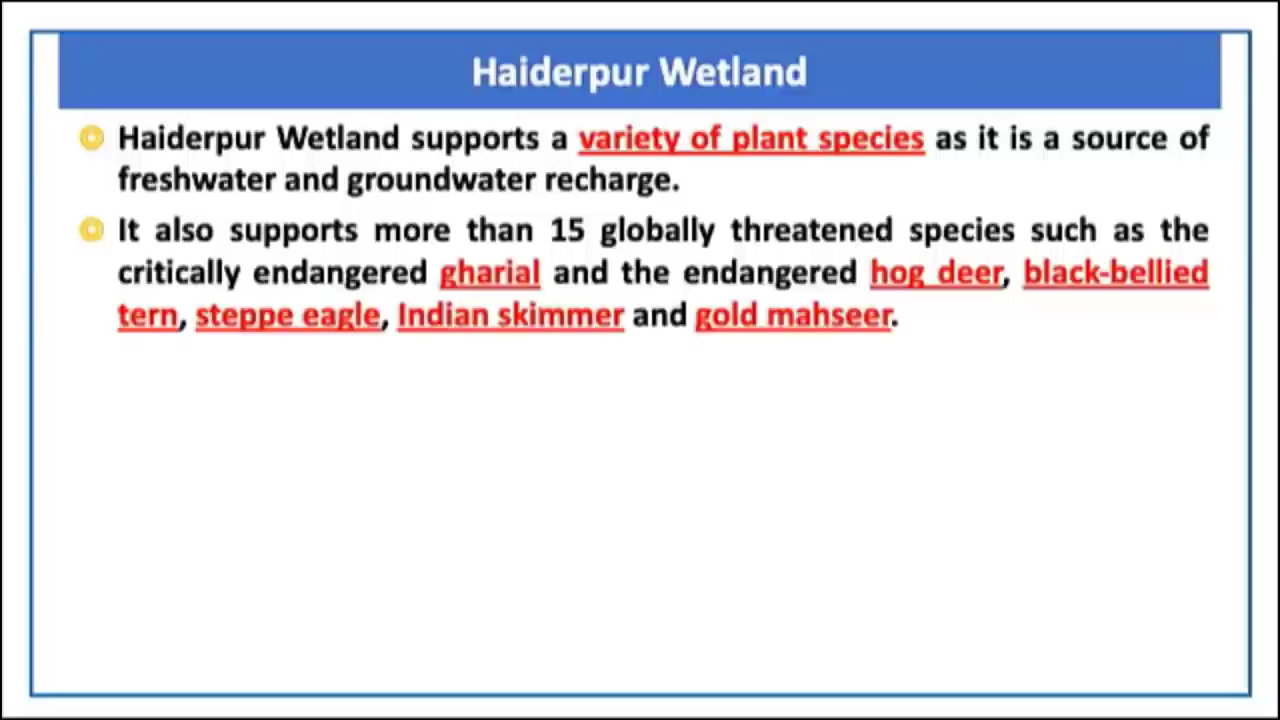 Haiderpur Wetland
Haiderpur Wetland supports a variety of plant species as it is a source of
freshwater and groundwater recharge.
It also supports more than 15 globally threatened species such as the
critically endangered gharial and the endangered hog deer, black-bellied
tern, steppe eagle, Indian skimmer and gold mahseer.